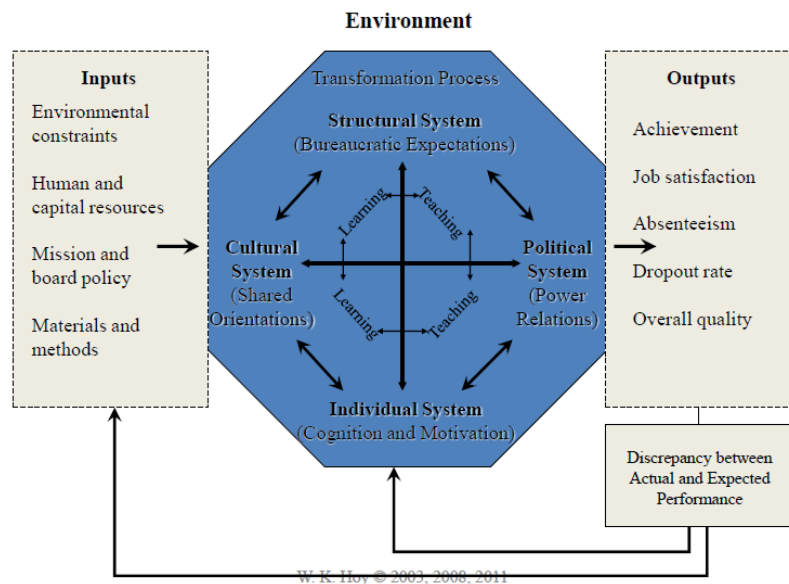 Environment
Inputs
Environmental
constraints
Human and
capital resources
Mission and
board policy
Materials and
methods
Transformation Process
Structural System
(Bureaucratic Expectations)
Learning
Teaching
Cultural
System
(Shared
Orientations)
Political
System
(Power
Relations)
Learning
Teaching
Individual System
(Cognition and Motivation)
Outputs
Achievement
Job satisfaction
Absenteeism
Dropout rate
Overall quality
Discrepancy between
Actual and Expected
Performance
W. K. Hoy © 2003, 2008, 2011